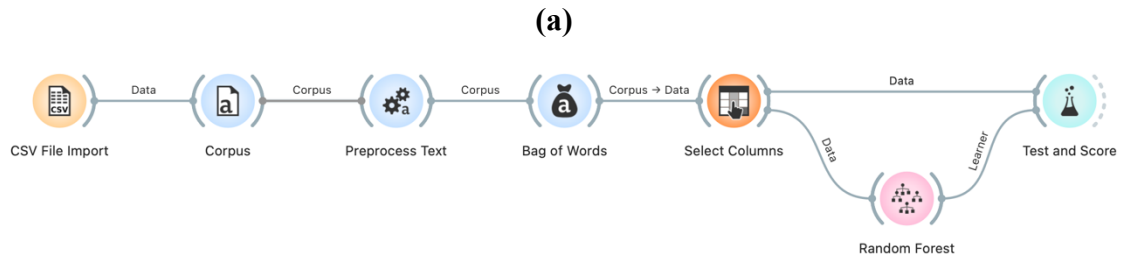 (a)
Data
Corpus
Corpus
Corpus → Data
Data
CSV
a
a
a
CSV File Import
Corpus
Preprocess Text
Bag of Words
Select Columns
Test and Score
Data
Learner
Random Forest